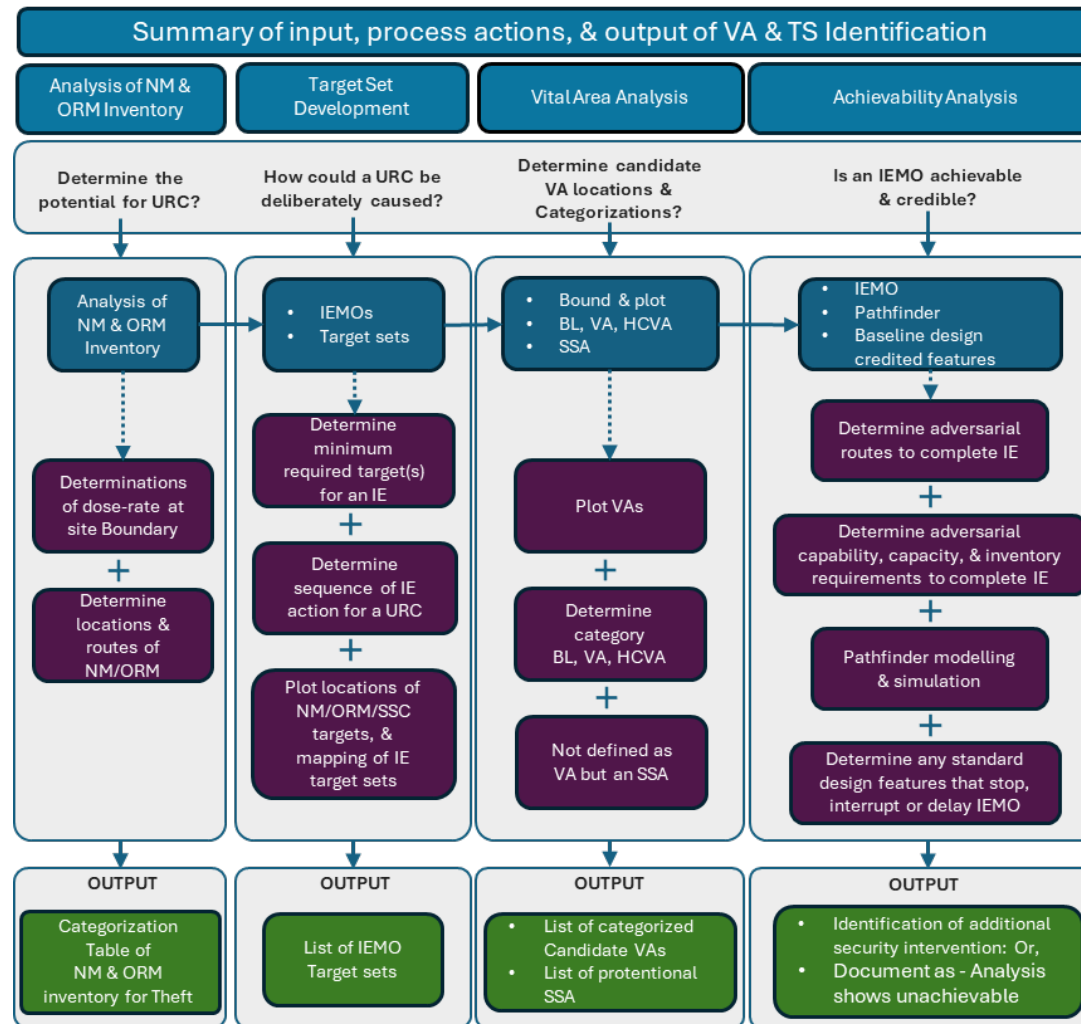 Summary of input, process actions, & output of VA & TS Identification
Analysis of NM &
ORM Inventory
Target Set
Development
Vital Area Analysis
Achievability Analysis
Determine the
potential for URC?
How could a URC be
deliberately caused?
Determine candidate
VA locations &
Categorizations?
Is an IEMO achievable
& credible?
Analysis of
NM & ORM
Inventory
• IEMOs
• Target sets
• Bound & plot
• BL, VA, HCVA
• SSA
• IEMO
• Pathfinder
• Baseline design
credited features
Determinations
of dose-rate at
site Boundary
+
Determine
locations &
routes of
NM/ORM
Determine
minimum
required target(s)
for an IE
+
Determine
sequence of IE
action for a URC
+
Plot locations of
NM/ORM/SSC
targets, &
mapping of IE
target sets
Plot VAs
+
Determine
category
BL, VA, HCVA
+
Not defined as
VA but an SSA
Determine adversarial
routes to complete IE
+
Determine adversarial
capability, capacity, & inventory
requirements to complete IE
+
Pathfinder modelling
& simulation
+
Determine any standard
design features that stop,
interrupt or delay IEMO
OUTPUT
Categorization
Table of
NM & ORM
inventory for Theft
OUTPUT
List of IEMO
Target sets
OUTPUT
• List of categorized
Candidate VAs
• List of protentional
SSA
OUTPUT
• Identification of additional
security intervention: Or,
• Document as - Analysis
shows unachievable